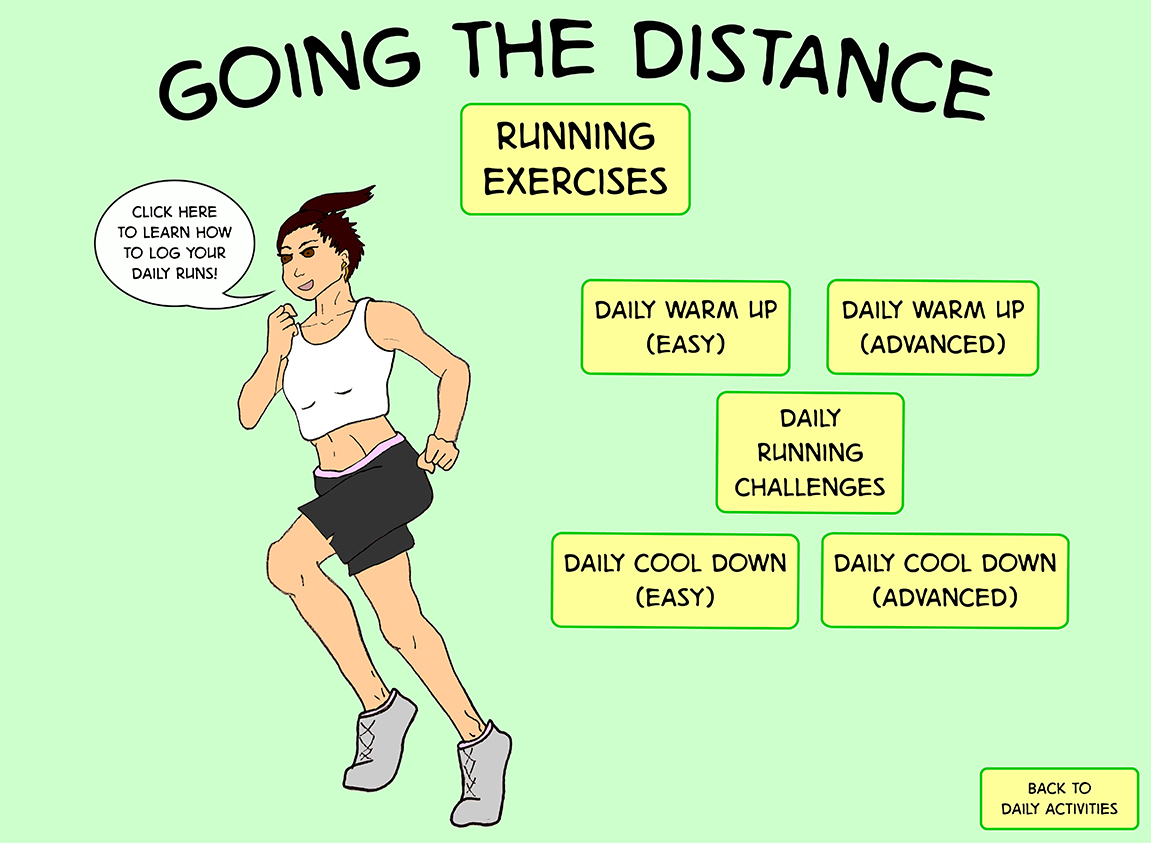 GOING THE DISTANCE
RUNNING
EXERCISES
CLICK HERE
TO LEARN HOW
TO LOG YOUR
DAILY RUNS!
DAILY WARM UP
(EASY)
DAILY WARM UP
(ADVANCED)
DAILY
RUNNING
CHALLENGES
DAILY COOL DOWN
(EASY)
DAILY COOL DOWN
(ADVANCED)
BACK TO
DAILY ACTIVITIES